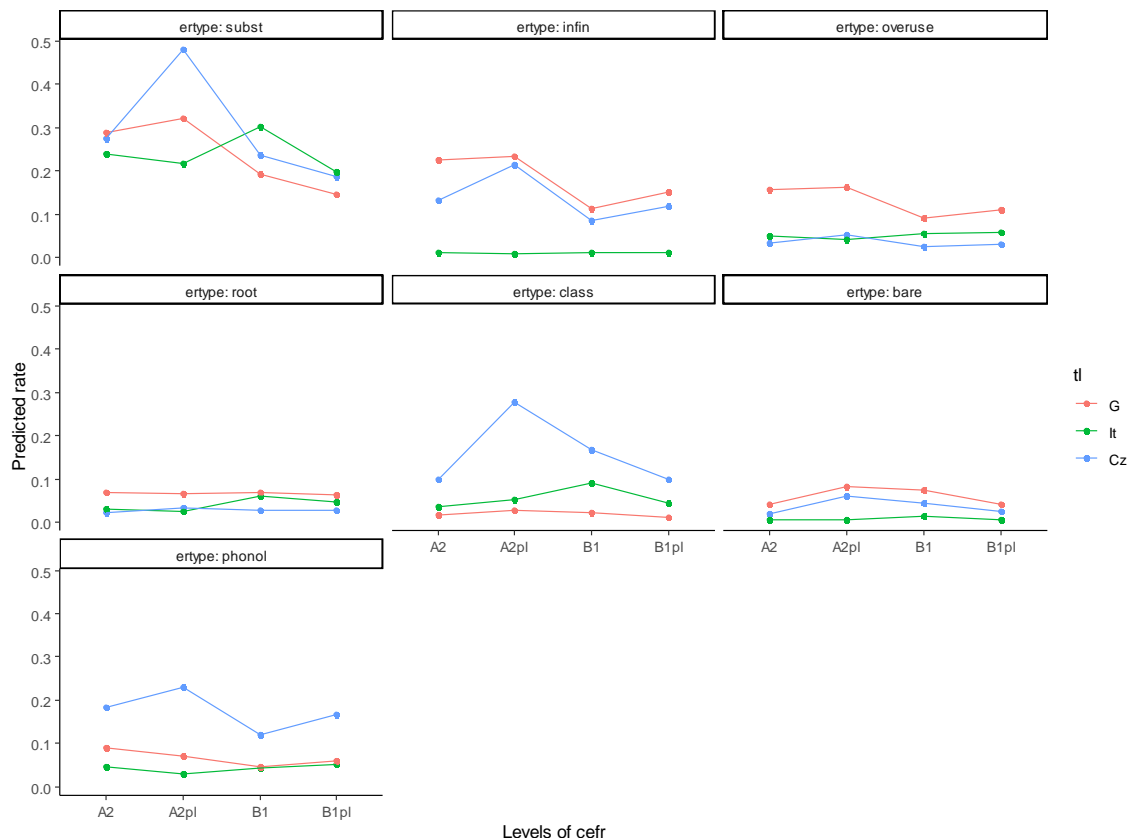 ertype: subst
ertype: infin
ertype: overuse
0.5
0.4
0.3
0.2
0.1
0.0
ertype: root
ertype: class
ertype: bare
0.5
0.4
0.3
0.2
0.1
0.0
A2 A2pl B1 B1pl
A2 A2pl B1 B1pl
ertype: phonol
0.5
0.4
0.3
0.2
0.1
0.0
A2 A2pl B1 B1pl
Levels of cefr
Predicted rate
tl
G
It
Cz